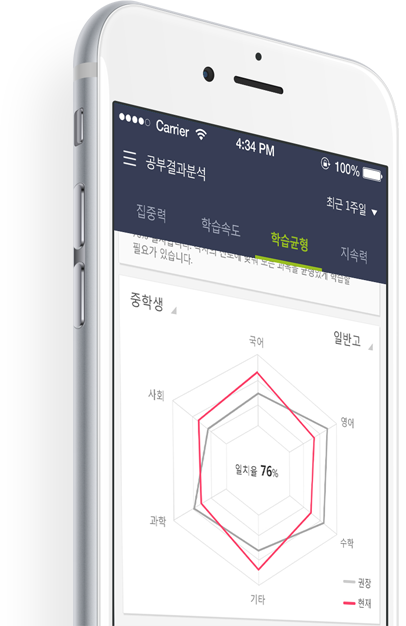 Carrier
4:34 PM
100%
공부결과분석
최근 1주일
집중력
학습속도
학습균형
지속력
필요가 있습니다.
중학생
일반고
국어
사회
영어
일치율 76%
과학
수학
기타
권장
현재